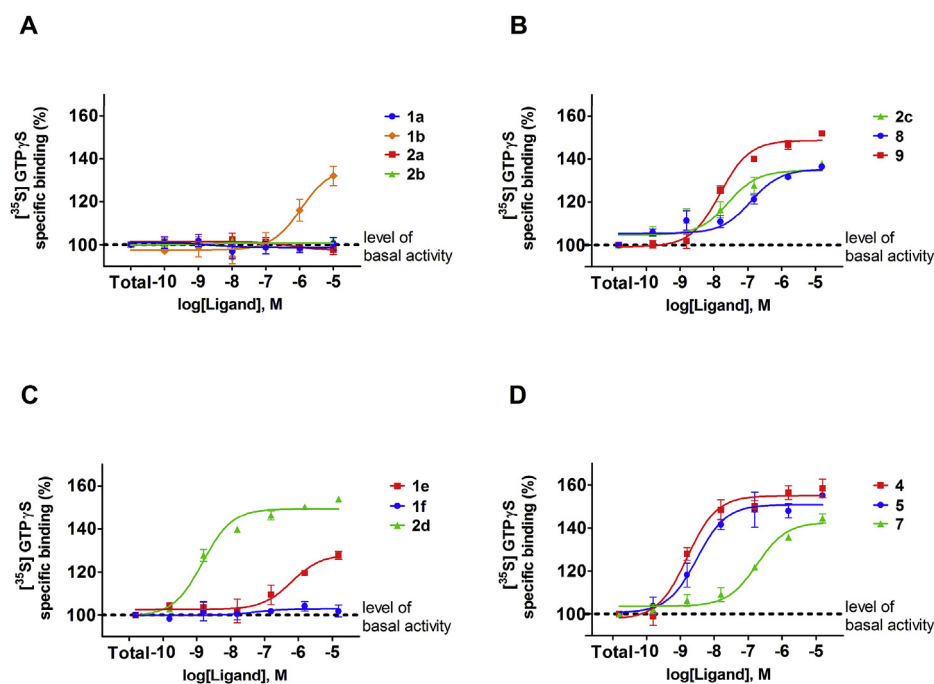 A
[³⁵S] GTPγS
specific binding (%)
160
140
120
100
1a
1b
2a
2b
level of
basal activity
Total -10 -9 -8 -7 -6 -5
log[Ligand], M
B
[³⁵S] GTPγS
specific binding (%)
160
140
120
100
2c
8
9
level of
basal activity
Total -10 -9 -8 -7 -6 -5
log[Ligand], M
C
[³⁵S] GTPγS
specific binding (%)
160
140
120
100
1e
1f
2d
level of
basal activity
Total -10 -9 -8 -7 -6 -5
log[Ligand], M
D
[³⁵S] GTPγS
specific binding (%)
160
140
120
100
4
5
7
level of
basal activity
Total -10 -9 -8 -7 -6 -5
log[Ligand], M